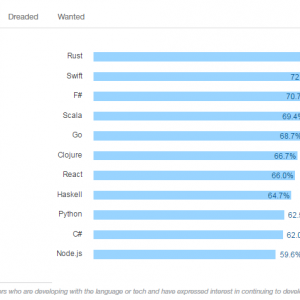 Dreaded Wanted
Rust
Swift 72.
F# 70.7
Scala 69.4%
Go 68.7%
Clojure 66.7%
React 66.0%
Haskell 64.7%
Python 62.5
C# 62.0
Node.js 59.6%
rs who are developing with the language or tech and have expressed interest in continuing to develo